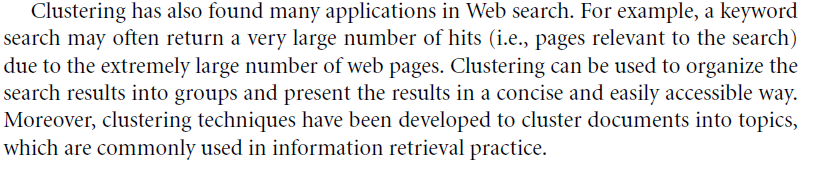 Clustering has also found many applications in Web search. For example, a keyword
search may often return a very large number of hits (i.e., pages relevant to the search)
due to the extremely large number of web pages. Clustering can be used to organize the
search results into groups and present the results in a concise and easily accessible way.
Moreover, clustering techniques have been developed to cluster documents into topics,
which are commonly used in information retrieval practice.